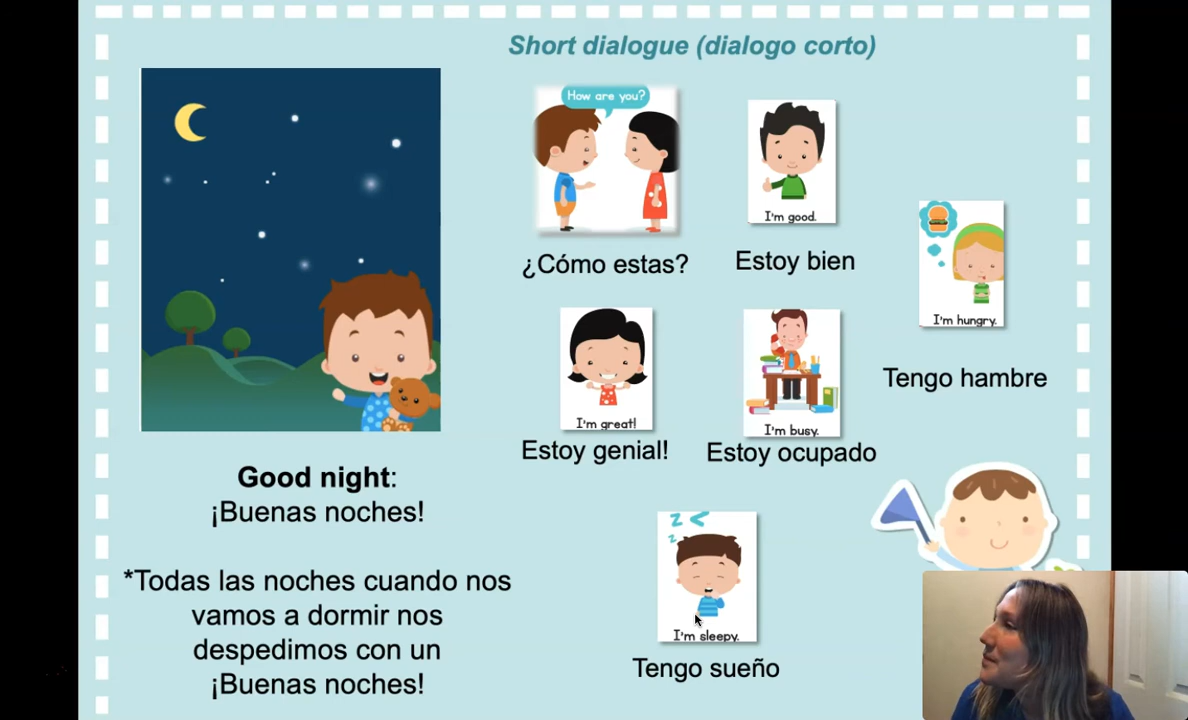 Short dialogue (dialogo corto)
How are you?
¿Cómo estas?
I'm good.
Estoy bien
I'm hungry.
Tengo hambre
I'm great!
Estoy genial!
I'm busy.
Estoy ocupado
z z
z
I'm sleepy.
Tengo sueño
Good night:
¡Buenas noches!
*Todas las noches cuando nos
vamos a dormir nos
despedimos con un
¡Buenas noches!